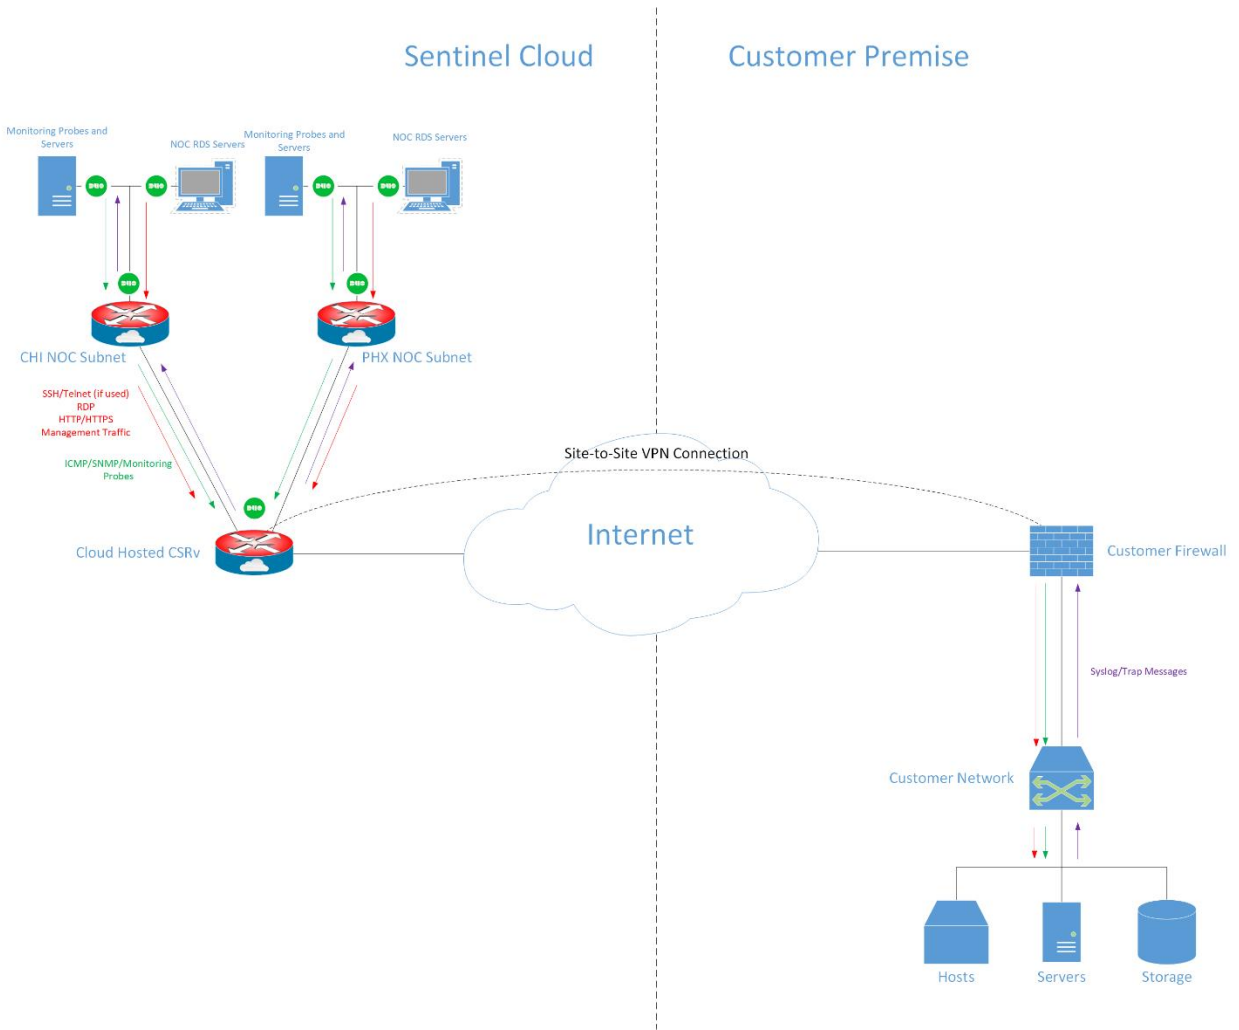 Sentinel Cloud
Customer Premise
Monitoring Probes and
Servers
NOC RDS Servers
Monitoring Probes and
Servers
NOC RDS Servers
DUO
DUO
DUO
DUO
DUO
DUO
CHI NOC Subnet
PHX NOC Subnet
SSH/Telnet (if used)
RDP
HTTP/HTTPS
Management Traffic
ICMP/SNMP/Monitoring
Probes
Site-to-Site VPN Connection
DUO
Internet
Cloud Hosted CSRv
Customer Firewall
Syslog/Trap Messages
Customer Network
Hosts
Servers
Storage